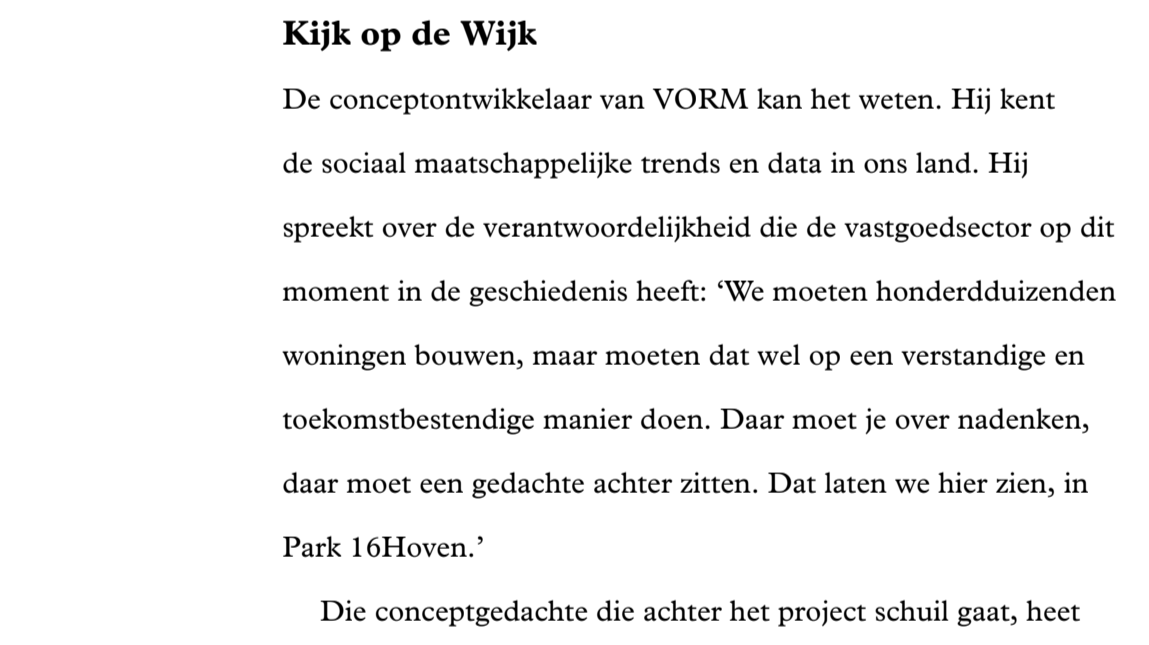 Kijk op de Wijk
De conceptontwikkelaar van VORM kan het weten. Hij kent
de sociaal maatschappelijke trends en data in ons land. Hij
spreekt over de verantwoordelijkheid die de vastgoedsector op dit
moment in de geschiedenis heeft: ‘We moeten honderdduizenden
woningen bouwen, maar moeten dat wel op een verstandige en
toekomstbestendige manier doen. Daar moet je over nadenken,
daar moet een gedachte achter zitten. Dat laten we hier zien, in
Park 16Hoven.’
Die conceptgedachte die achter het project schuil gaat, heet